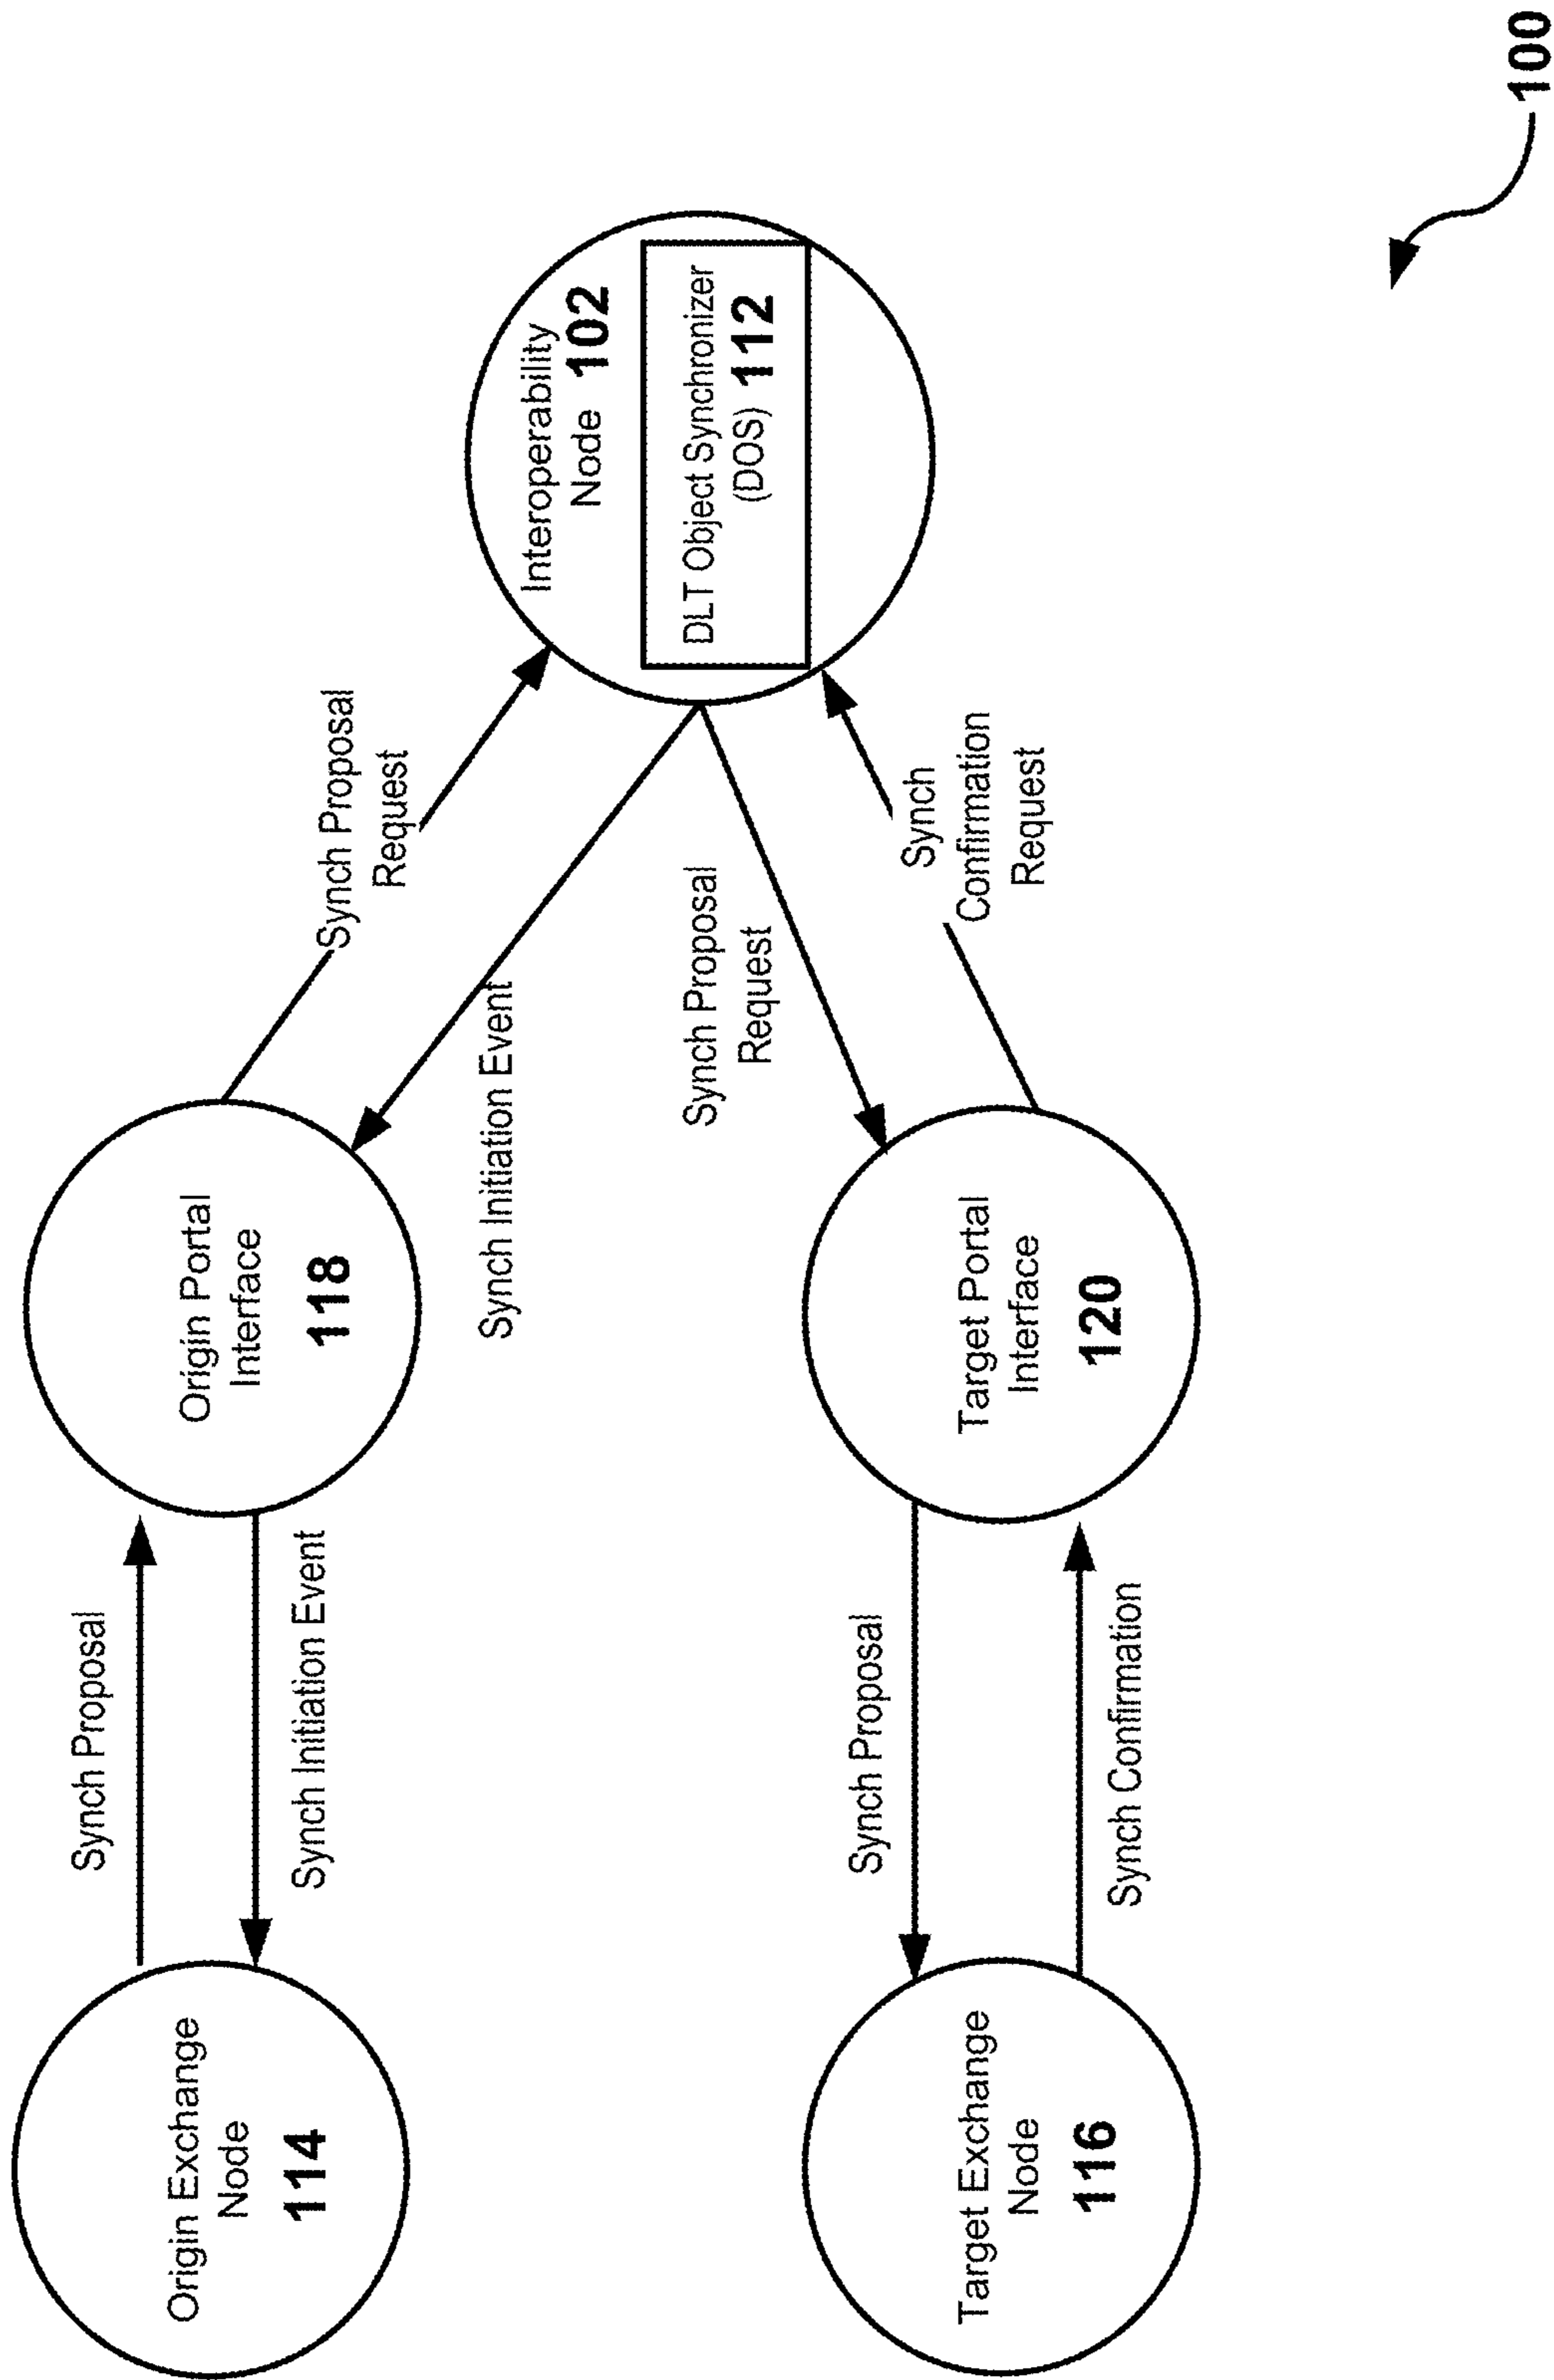 Origin Exchange
Node
114
Synch Proposal
Synch Initiation Event
Origin Portal
Interface
118
Synch Proposal
Request
Synch Initiation Event
Interoperability
Node 102
DLT Object Synchronizer
(DOS) 112
Synch Proposal
Request
Synch
Confirmation
Request
Target Exchange
Node
116
Synch Proposal
Synch Confirmation
Target Portal
Interface
120
100